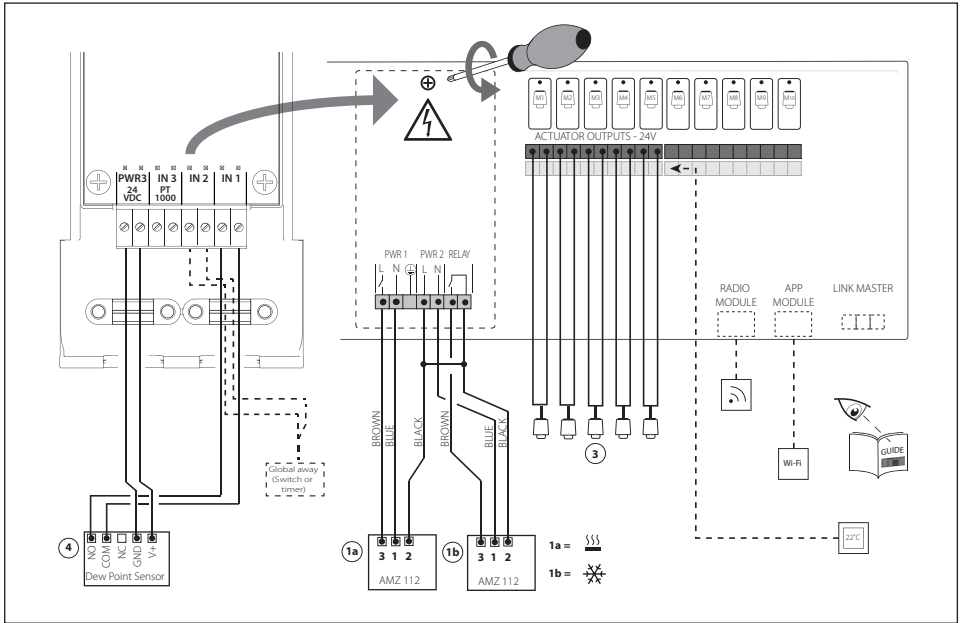 M1 M2 M3 M4 M5 M6 M7 M8 M9 M10
ACTUATOR OUTPUTS - 24V
PWR3 IN 3 IN 2 IN 1
24 VDC PT 1000
PWR 1 PWR 2 RELAY
L N L N
RADIO MODULE
APP MODULE
LINK MASTER
BROWN
BLUE
BLACK
BROWN
BLUE
BLACK
Global away
(Switch or
timer)
3
GUIDE
Wi-Fi
22°C
4
NO
COM
NC
GND
V+
Dew Point Sensor
1a
3 1 2
AMZ 112
1b
3 1 2
AMZ 112
1a =
1b =